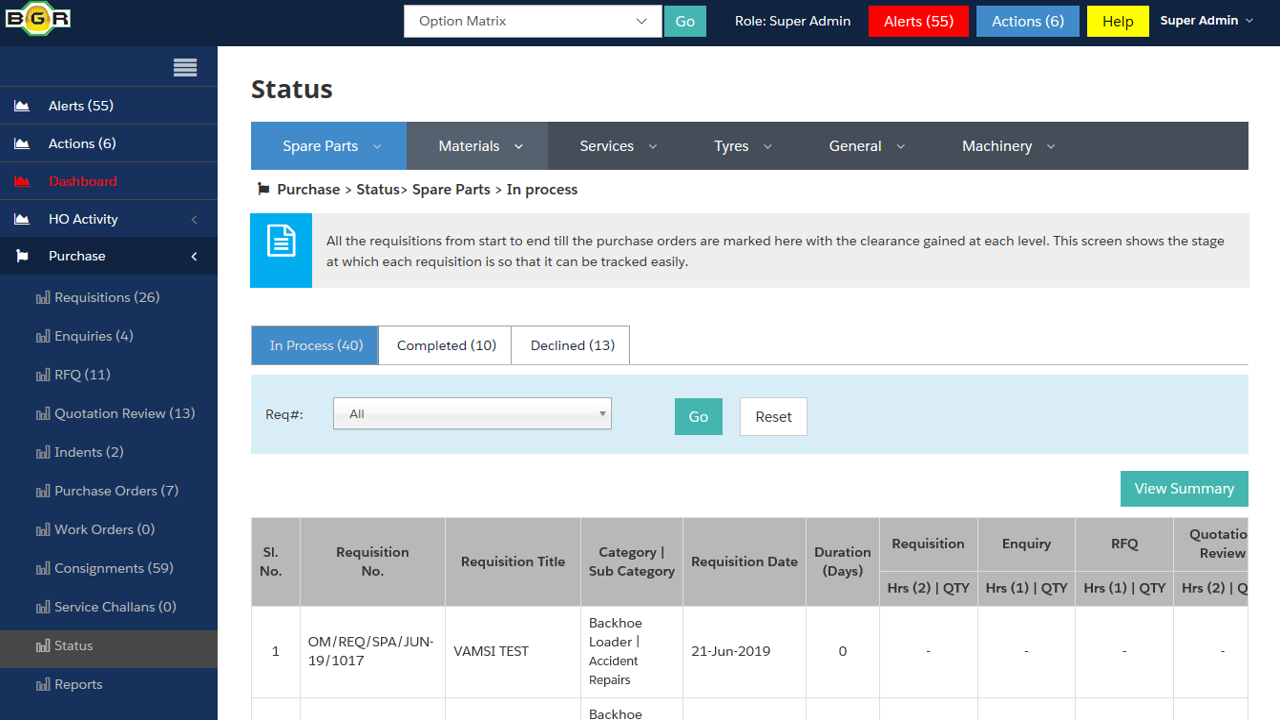 BGR
Option Matrix
Go
Role: Super Admin
Alerts (55)
Actions (6)
Help
Super Admin
Alerts (55)
Actions (6)
Dashboard
HO Activity
Purchase
Requisitions (26)
Enquiries (4)
RFQ (11)
Quotation Review (13)
Indents (2)
Purchase Orders (7)
Work Orders (0)
Consignments (59)
Service Challans (0)
Status
Reports
Status
Spare Parts
Materials
Services
Tyres
General
Machinery
Purchase > Status> Spare Parts > In process
All the requisitions from start to end till the purchase orders are marked here with the clearance gained at each level. This screen shows the stage
at which each requisition is so that it can be tracked easily.
In Process (40)
Completed (10)
Declined (13)
Req#:
All
Go
Reset
View Summary
Sl.
No.
Requisition
No.
Requisition Title
Category |
Sub Category
Requisition Date
Duration
(Days)
Requisition
Enquiry
RFQ
Quotatio
Review
Hrs (2) | QTY
Hrs (1) | QTY
Hrs (1) | QTY
Hrs (2) | Q
1
OM/REQ/SPA/JUN-
19/1017
VAMSI TEST
Backhoe
Loader |
Accident
Repairs
21-Jun-2019
0
-
-
-
-
Backhoe